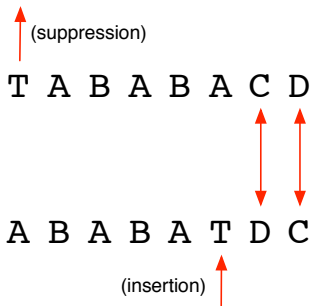 (suppression)
T A B A B A C D
A B A B A T D C
(insertion)